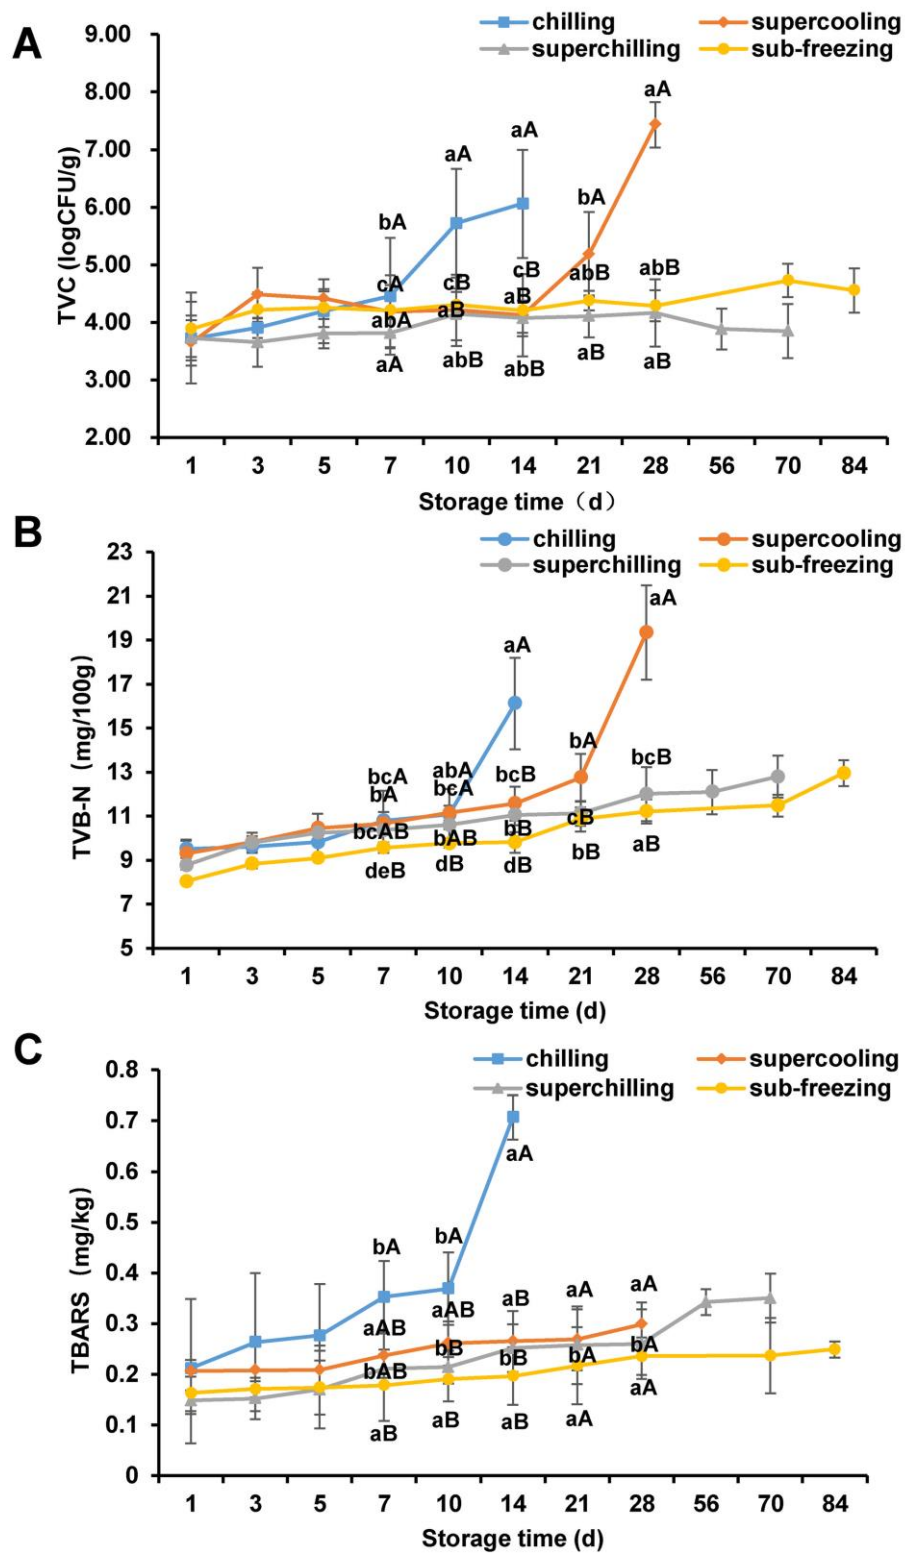 A
chilling supercooling
superchilling sub-freezing
9.00
8.00
7.00
6.00
5.00
4.00
3.00
2.00
TVC (logCFU/g)
aA
aA
aA
bA
bA
cA
cB
cB
abB
abB
abA
aB
aB
aA
abB
abB
aB
aB
1 3 5 7 10 14 21 28 56 70 84
Storage time（d）
B
chilling supercooling
superchilling sub-freezing
23
21
19
17
15
13
11
9
7
5
TVB-N (mg/100g)
aA
aA
bA
bcB
bcA
abA
bA
bcA
bcB
bcAB
bAB
bB
cB
deB
dB
dB
bB
aB
1 3 5 7 10 14 21 28 56 70 84
Storage time (d)
C
chilling supercooling
superchilling sub-freezing
0.8
0.7
0.6
0.5
0.4
0.3
0.2
0.1
0
TBARS (mg/kg)
aA
bA
bA
aAB
aAB
aB
aA
aA
bAB
bB
bB
bA
bA
aB
aB
aB
aA
aA
1 3 5 7 10 14 21 28 56 70 84
Storage time (d)